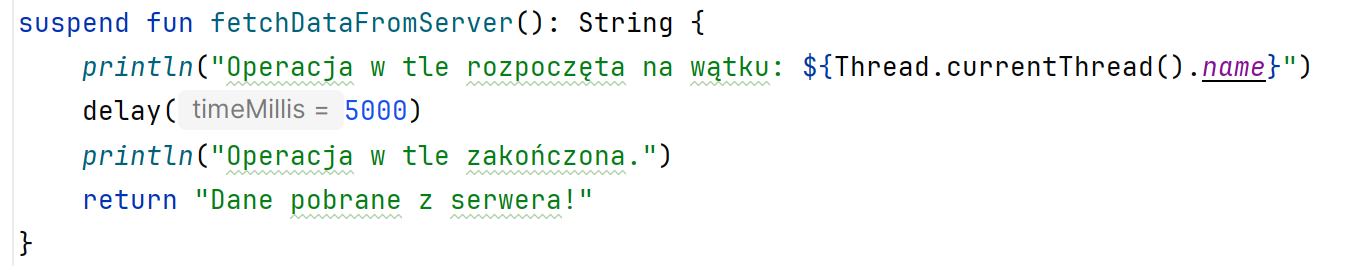 suspend fun fetchDataFromServer(): String {
println("Operacja w tle rozpoczęta na wątku: ${Thread.currentThread().name}")
delay( timeMillis = 5000)
println("Operacja w tle zakończona.")
return "Dane pobrane z serwera!"
}